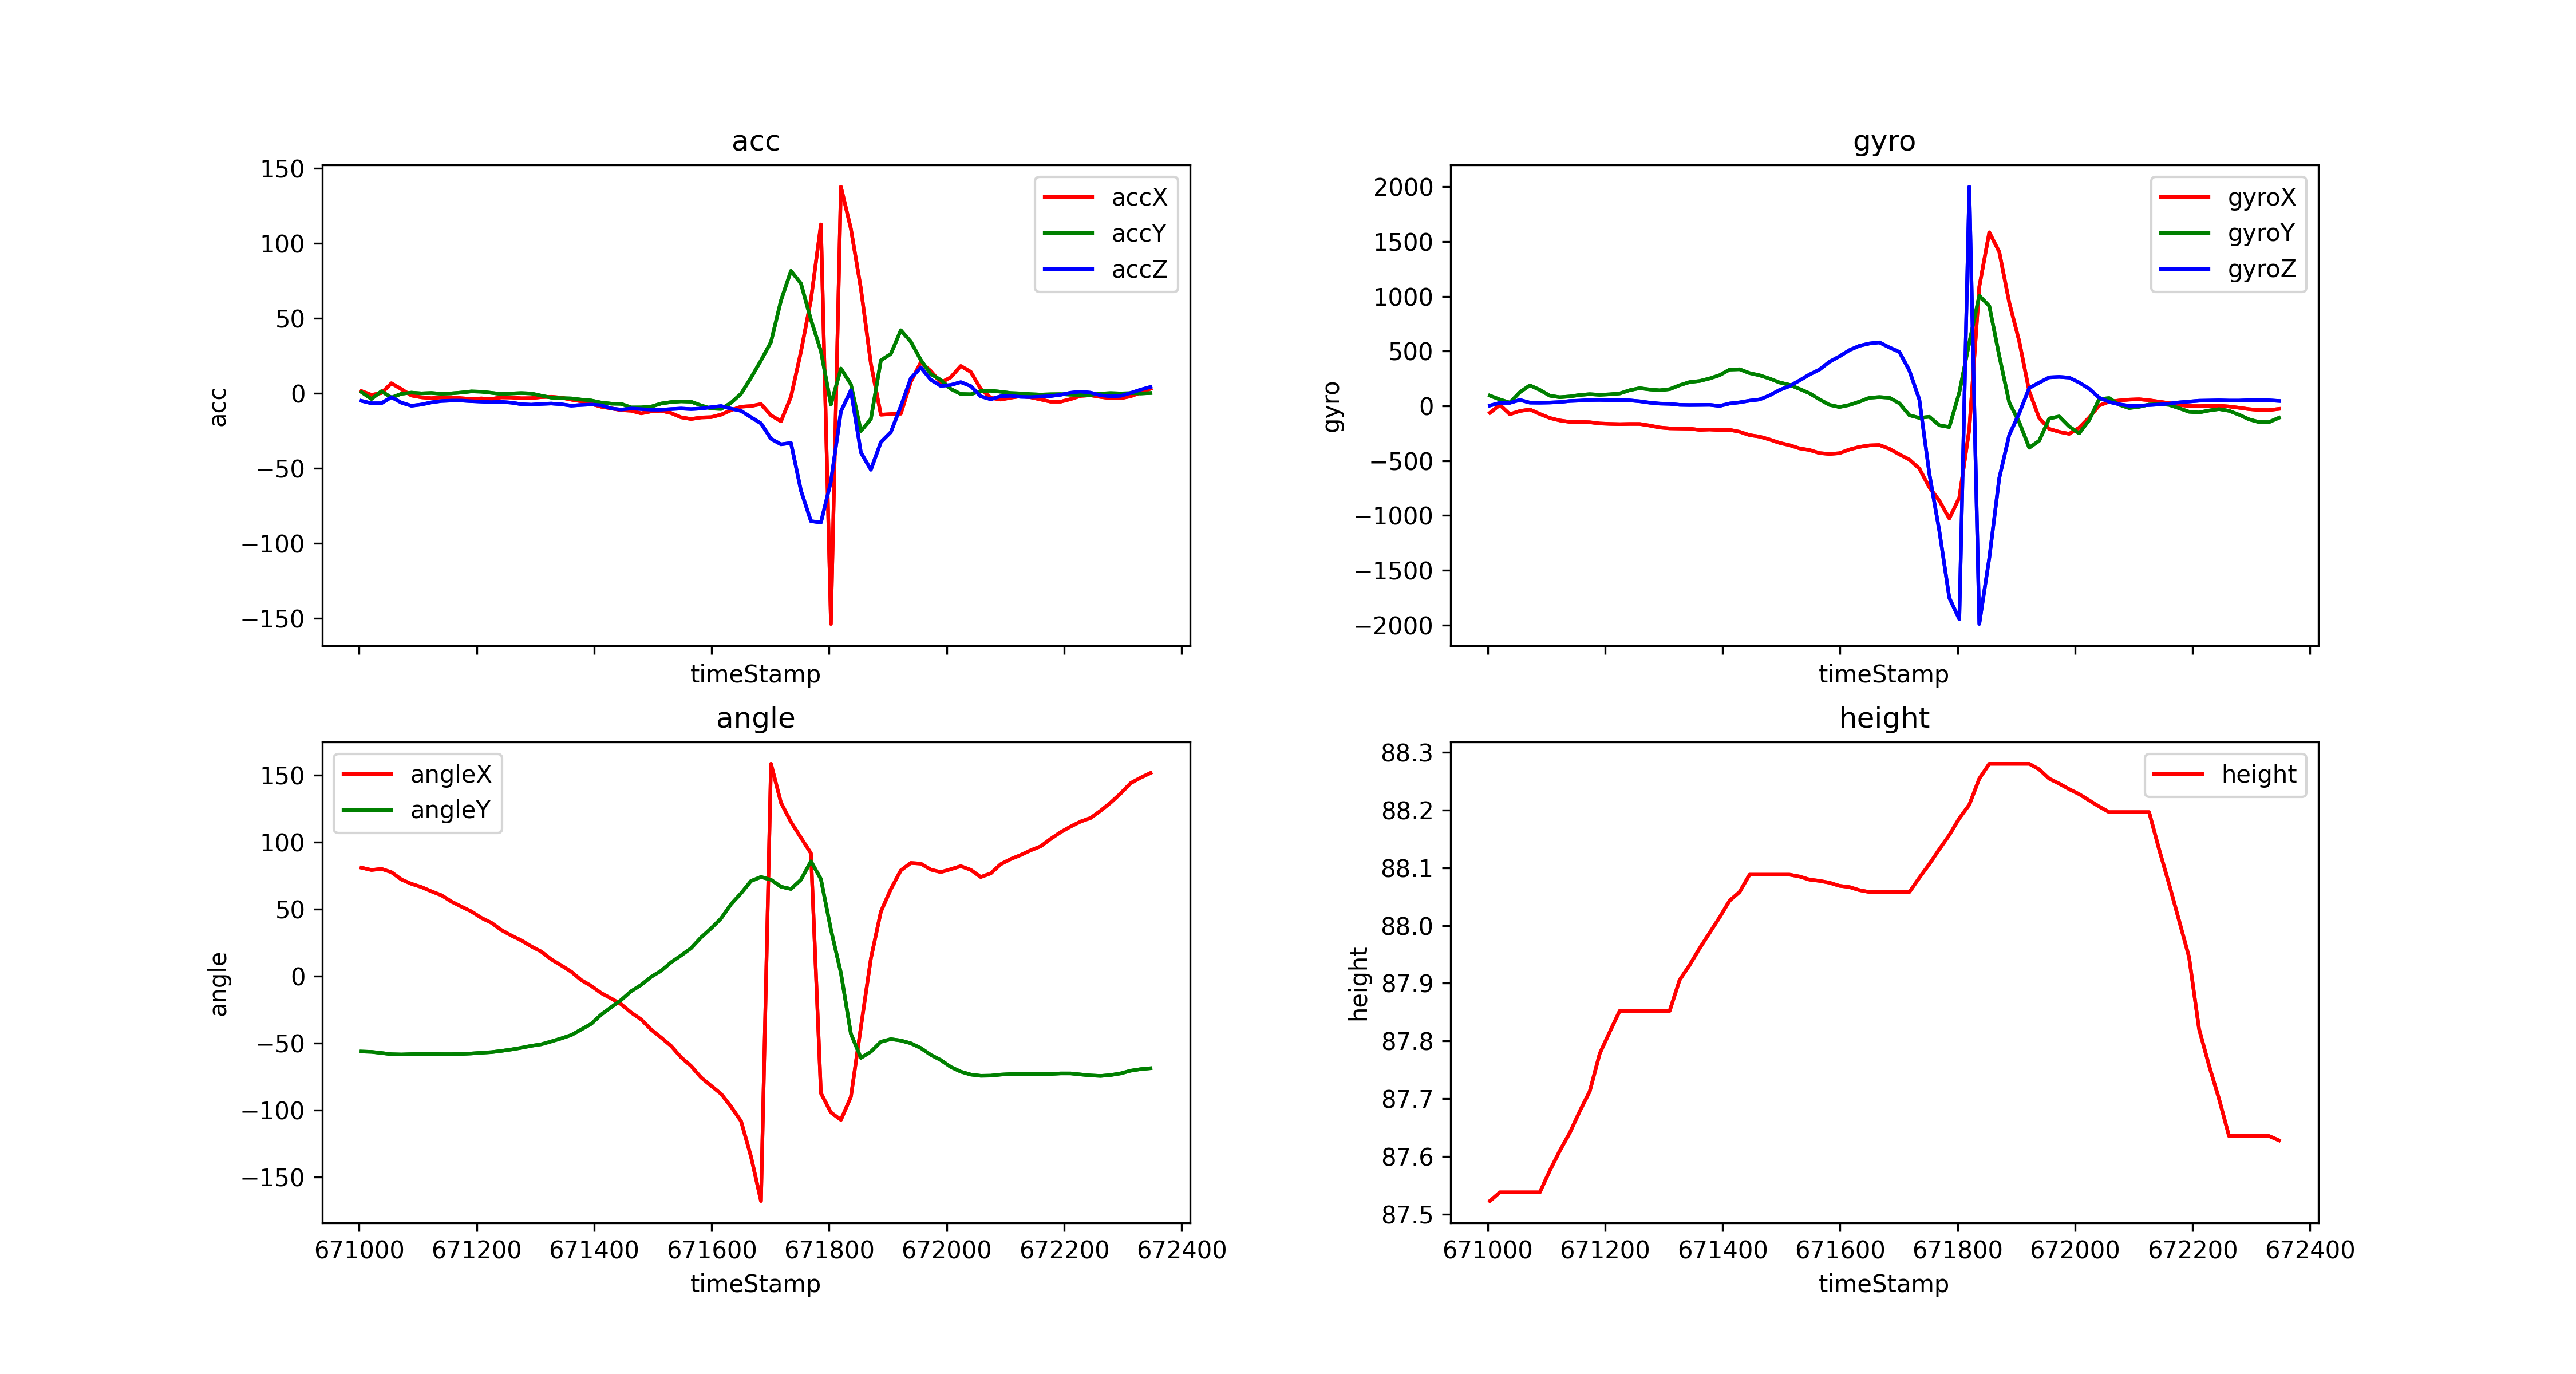 acc
150
100
50
0
−50
−100
−150
acc
accX
accY
accZ
timeStamp
gyro
2000
1500
1000
500
0
−500
−1000
−1500
−2000
gyro
gyroX
gyroY
gyroZ
timeStamp
angle
150
100
50
0
−50
−100
−150
angle
angleX
angleY
671000 671200 671400 671600 671800 672000 672200 672400
timeStamp
height
88.3
88.2
88.1
88.0
87.9
87.8
87.7
87.6
87.5
height
height
671000 671200 671400 671600 671800 672000 672200 672400
timeStamp